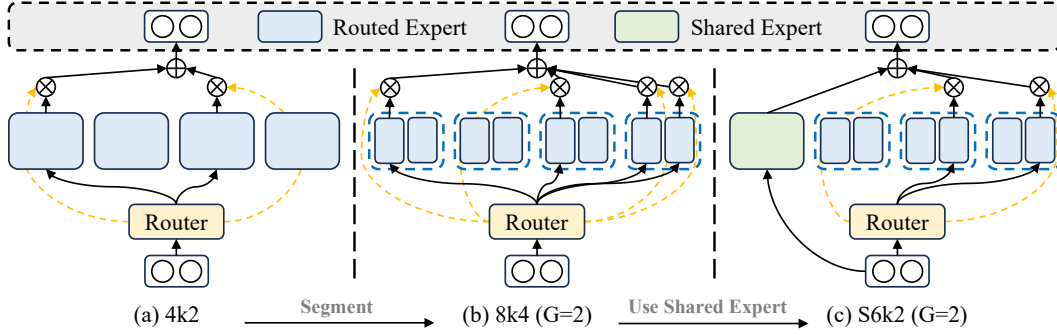 Routed Expert
Shared Expert
Router
Router
Router
(a) 4k2
Segment
(b) 8k4 (G=2)
Use Shared Expert
(c) S6k2 (G=2)